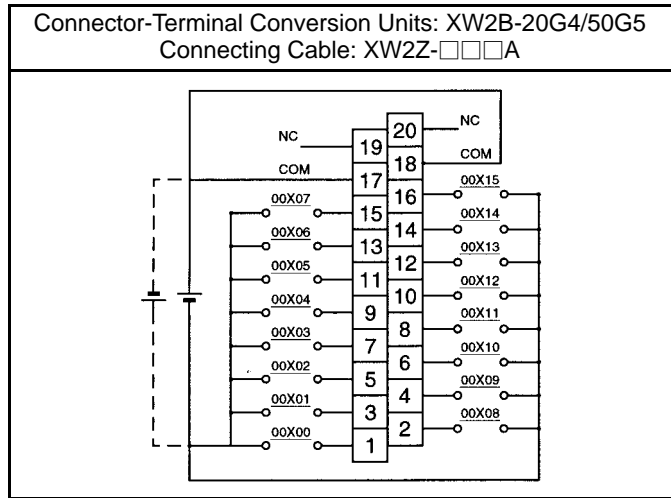 Connector-Terminal Conversion Units: XW2B-20G4/50G5
Connecting Cable: XW2Z-□□□A
NC 19 20 NC
COM 17 18 COM
00X07 15 16 00X15
00X06 13 14 00X14
00X05 11 12 00X13
00X04 9 10 00X12
00X03 7 8 00X11
00X02 5 6 00X10
00X01 3 4 00X09
00X00 1 2 00X08